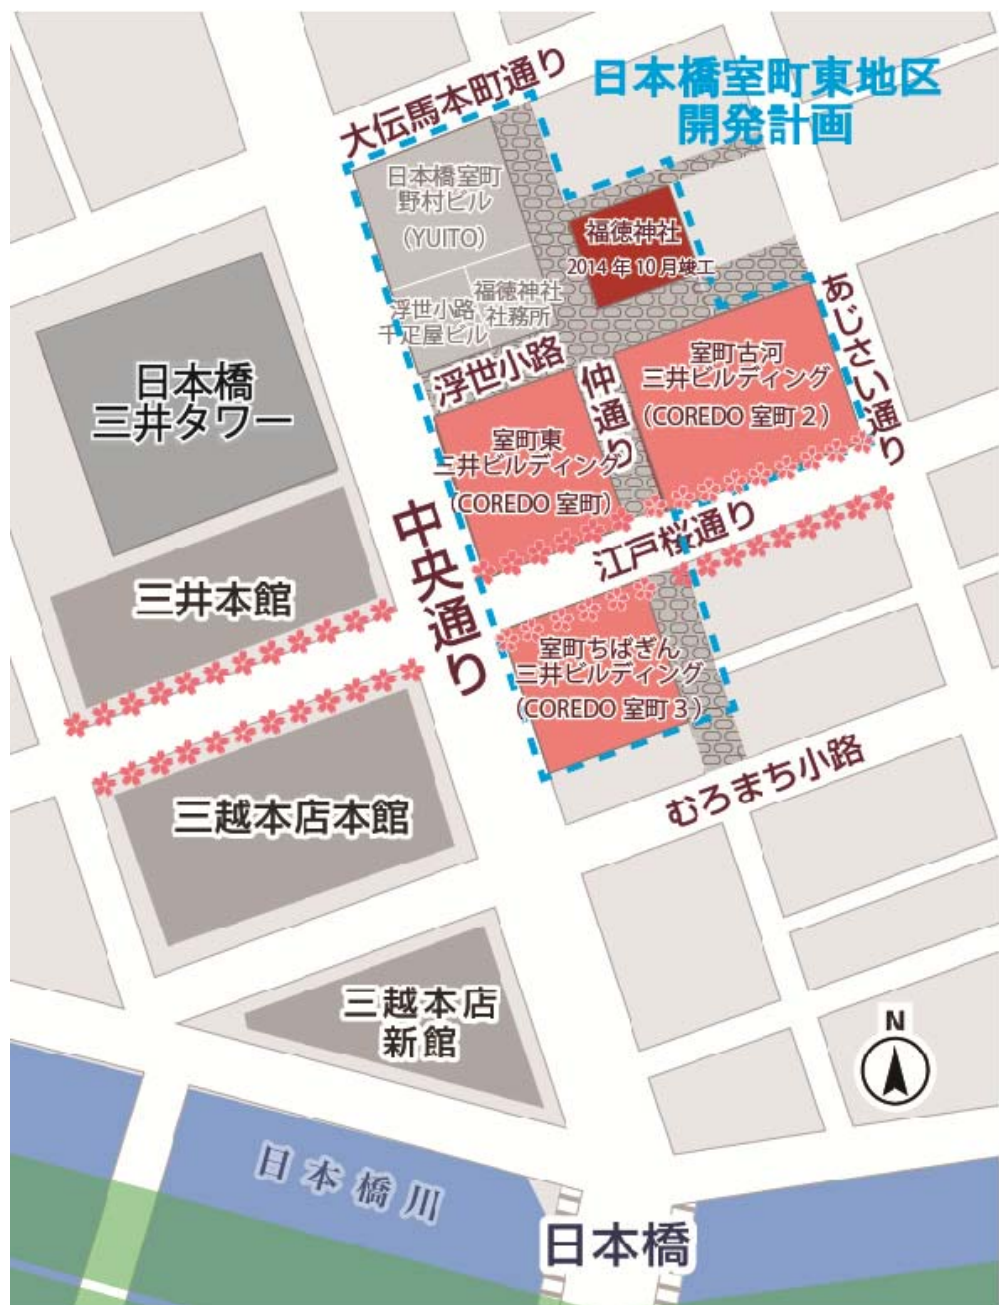 大伝馬本町通り
日本橋室町東地区
開発計画
日本橋室町
野村ビル
(YUITO)
福徳神社
2014年10月竣工
福徳神社
社務所
浮世小路
千疋屋ビル
あじさい通り
浮世小路
仲通り
室町古河
三井ビルディング
(COREDO 室町2)
日本橋
三井タワー
室町東
三井ビルディング
(COREDO 室町)
中央通り
江戸桜通り
三井本館
室町ちばぎん
三井ビルディング
(COREDO 室町3)
むろまち小路
三越本店本館
三越本店
新館
N
日本橋川
日本橋